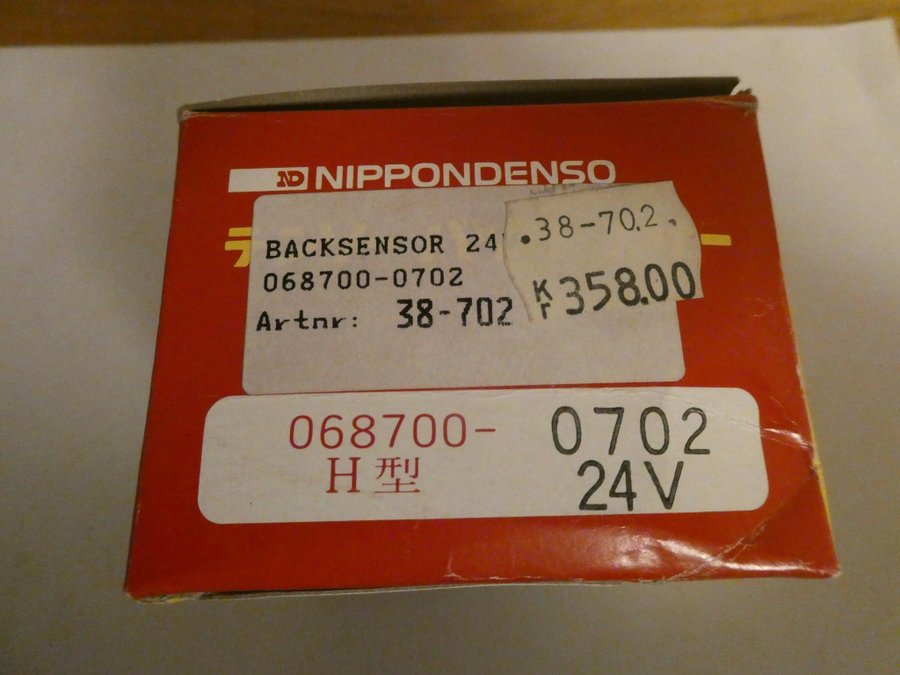 ND NIPPONDENSO
BACKSENSOR 24
068700-0702
Artnr: 38-702
.38-70.2.
Kr 358.00
068700- 0702
H型 24V